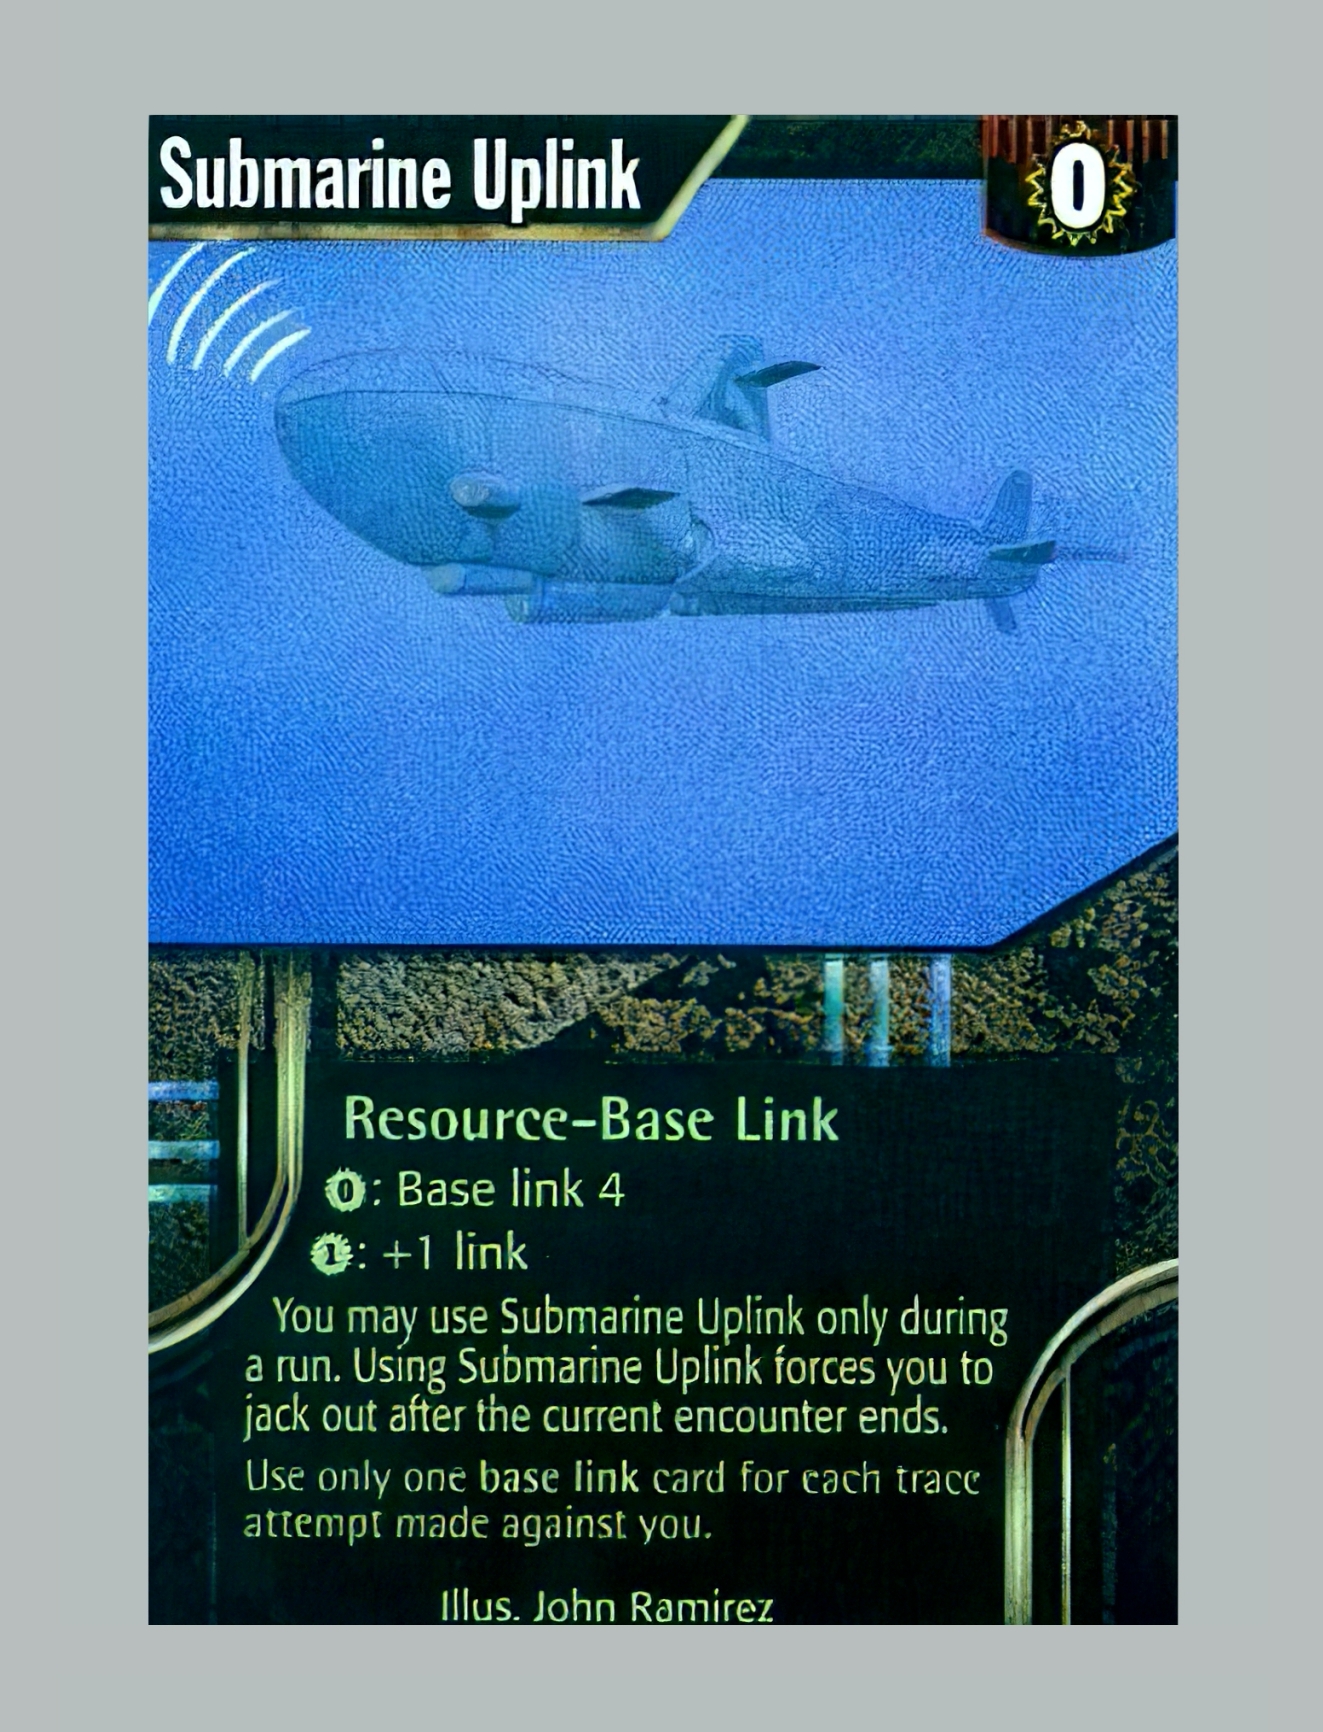 Submarine Uplink
0
Resource-Base Link
0: Base link 4
1: +1 link
You may use Submarine Uplink only during
a run. Using Submarine Uplink forces you to
jack out after the current encounter ends.
Use only one base link card for each trace
attempt made against you.
Illus. John Ramirez